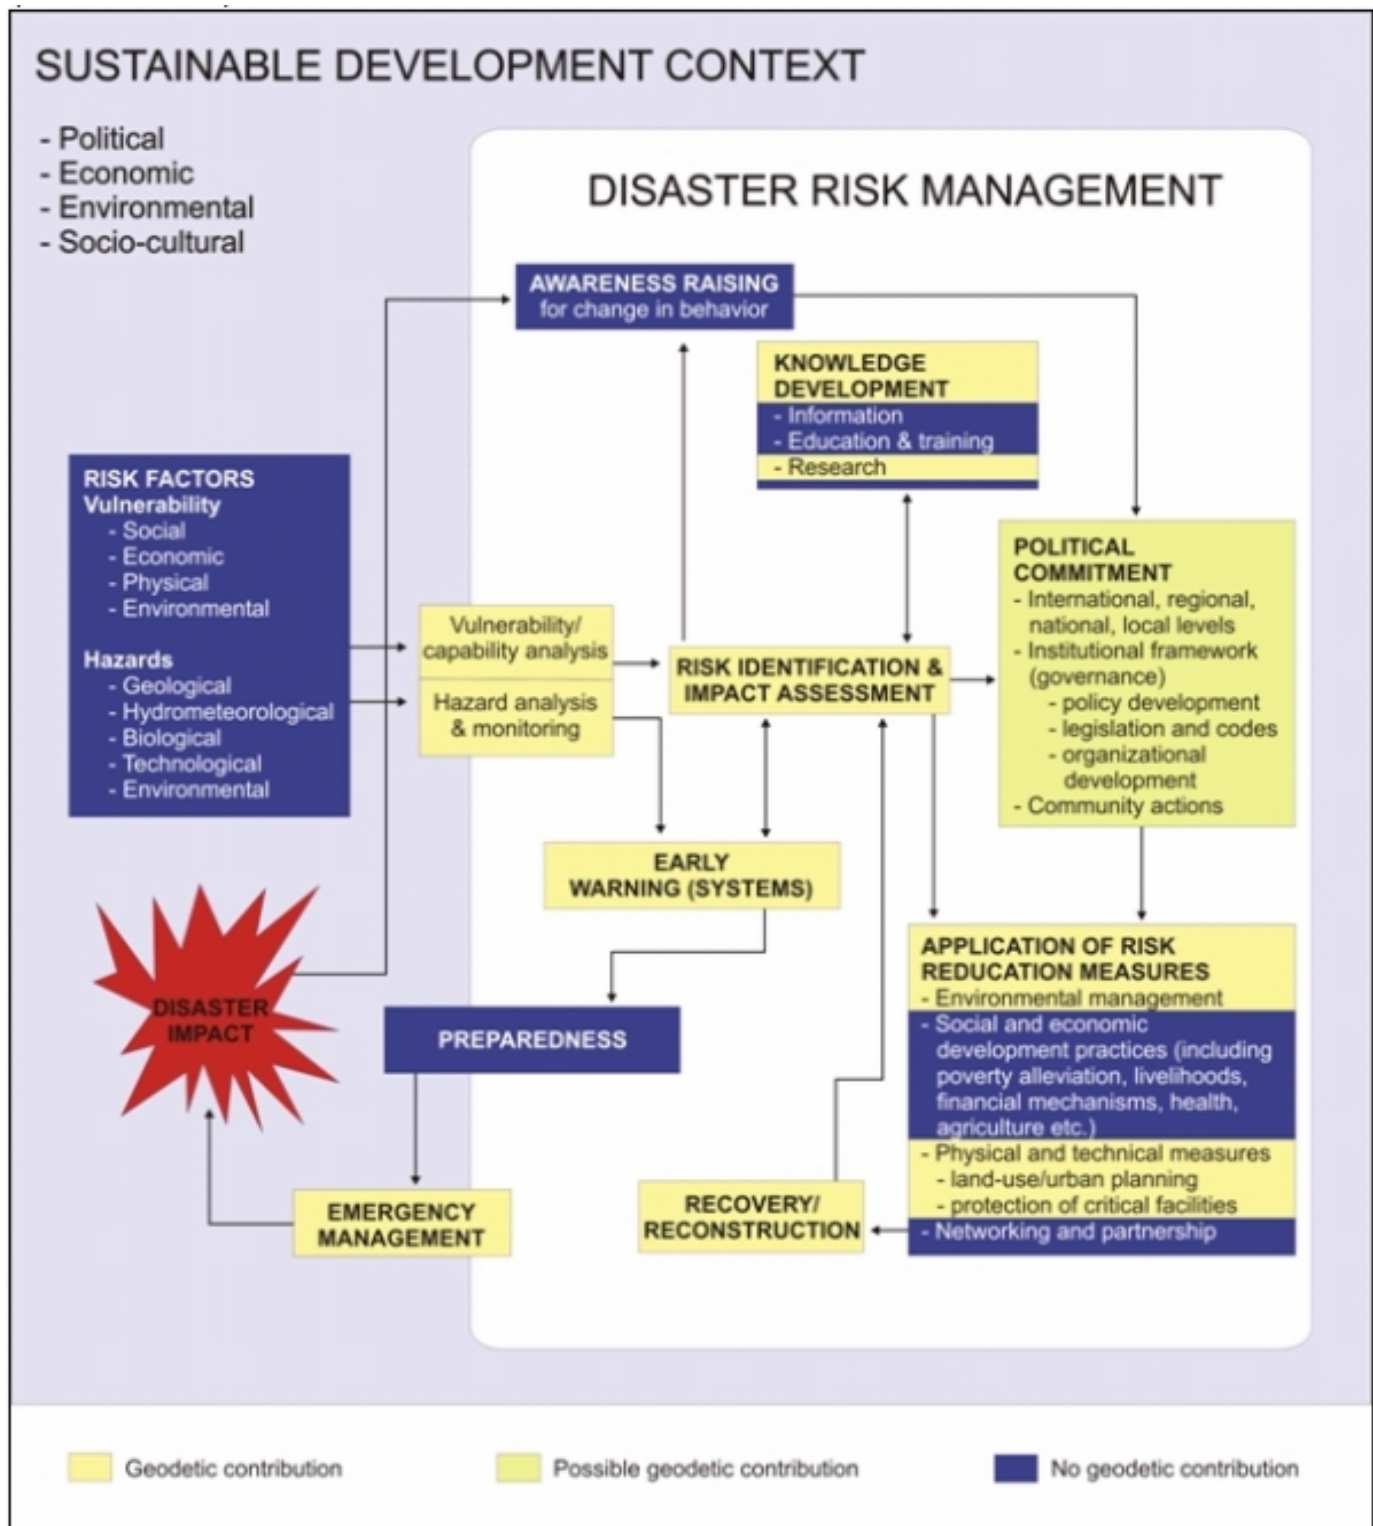 SUSTAINABLE DEVELOPMENT CONTEXT
- Political
- Economic
- Environmental
- Socio-cultural
DISASTER RISK MANAGEMENT
AWARENESS RAISING
for change in behavior
KNOWLEDGE
DEVELOPMENT
- Information
- Education & training
- Research
RISK FACTORS
Vulnerability
- Social
- Economic
- Physical
- Environmental
Hazards
- Geological
- Hydrometeorological
- Biological
- Technological
- Environmental
Vulnerability/
capability analysis
Hazard analysis
& monitoring
RISK IDENTIFICATION &
IMPACT ASSESSMENT
POLITICAL
COMMITMENT
- International, regional,
national, local levels
- Institutional framework
(governance)
- policy development
- legislation and codes
- organizational
development
- Community actions
EARLY
WARNING (SYSTEMS)
DISASTER
IMPACT
PREPAREDNESS
APPLICATION OF RISK
REDUCATION MEASURES
- Environmental management
- Social and economic
development practices (including
poverty alleviation, livelihoods,
financial mechanisms, health,
agriculture etc.)
- Physical and technical measures
- land-use/urban planning
- protection of critical facilities
- Networking and partnership
EMERGENCY
MANAGEMENT
RECOVERY/
RECONSTRUCTION
Geodetic contribution
Possible geodetic contribution
No geodetic contribution